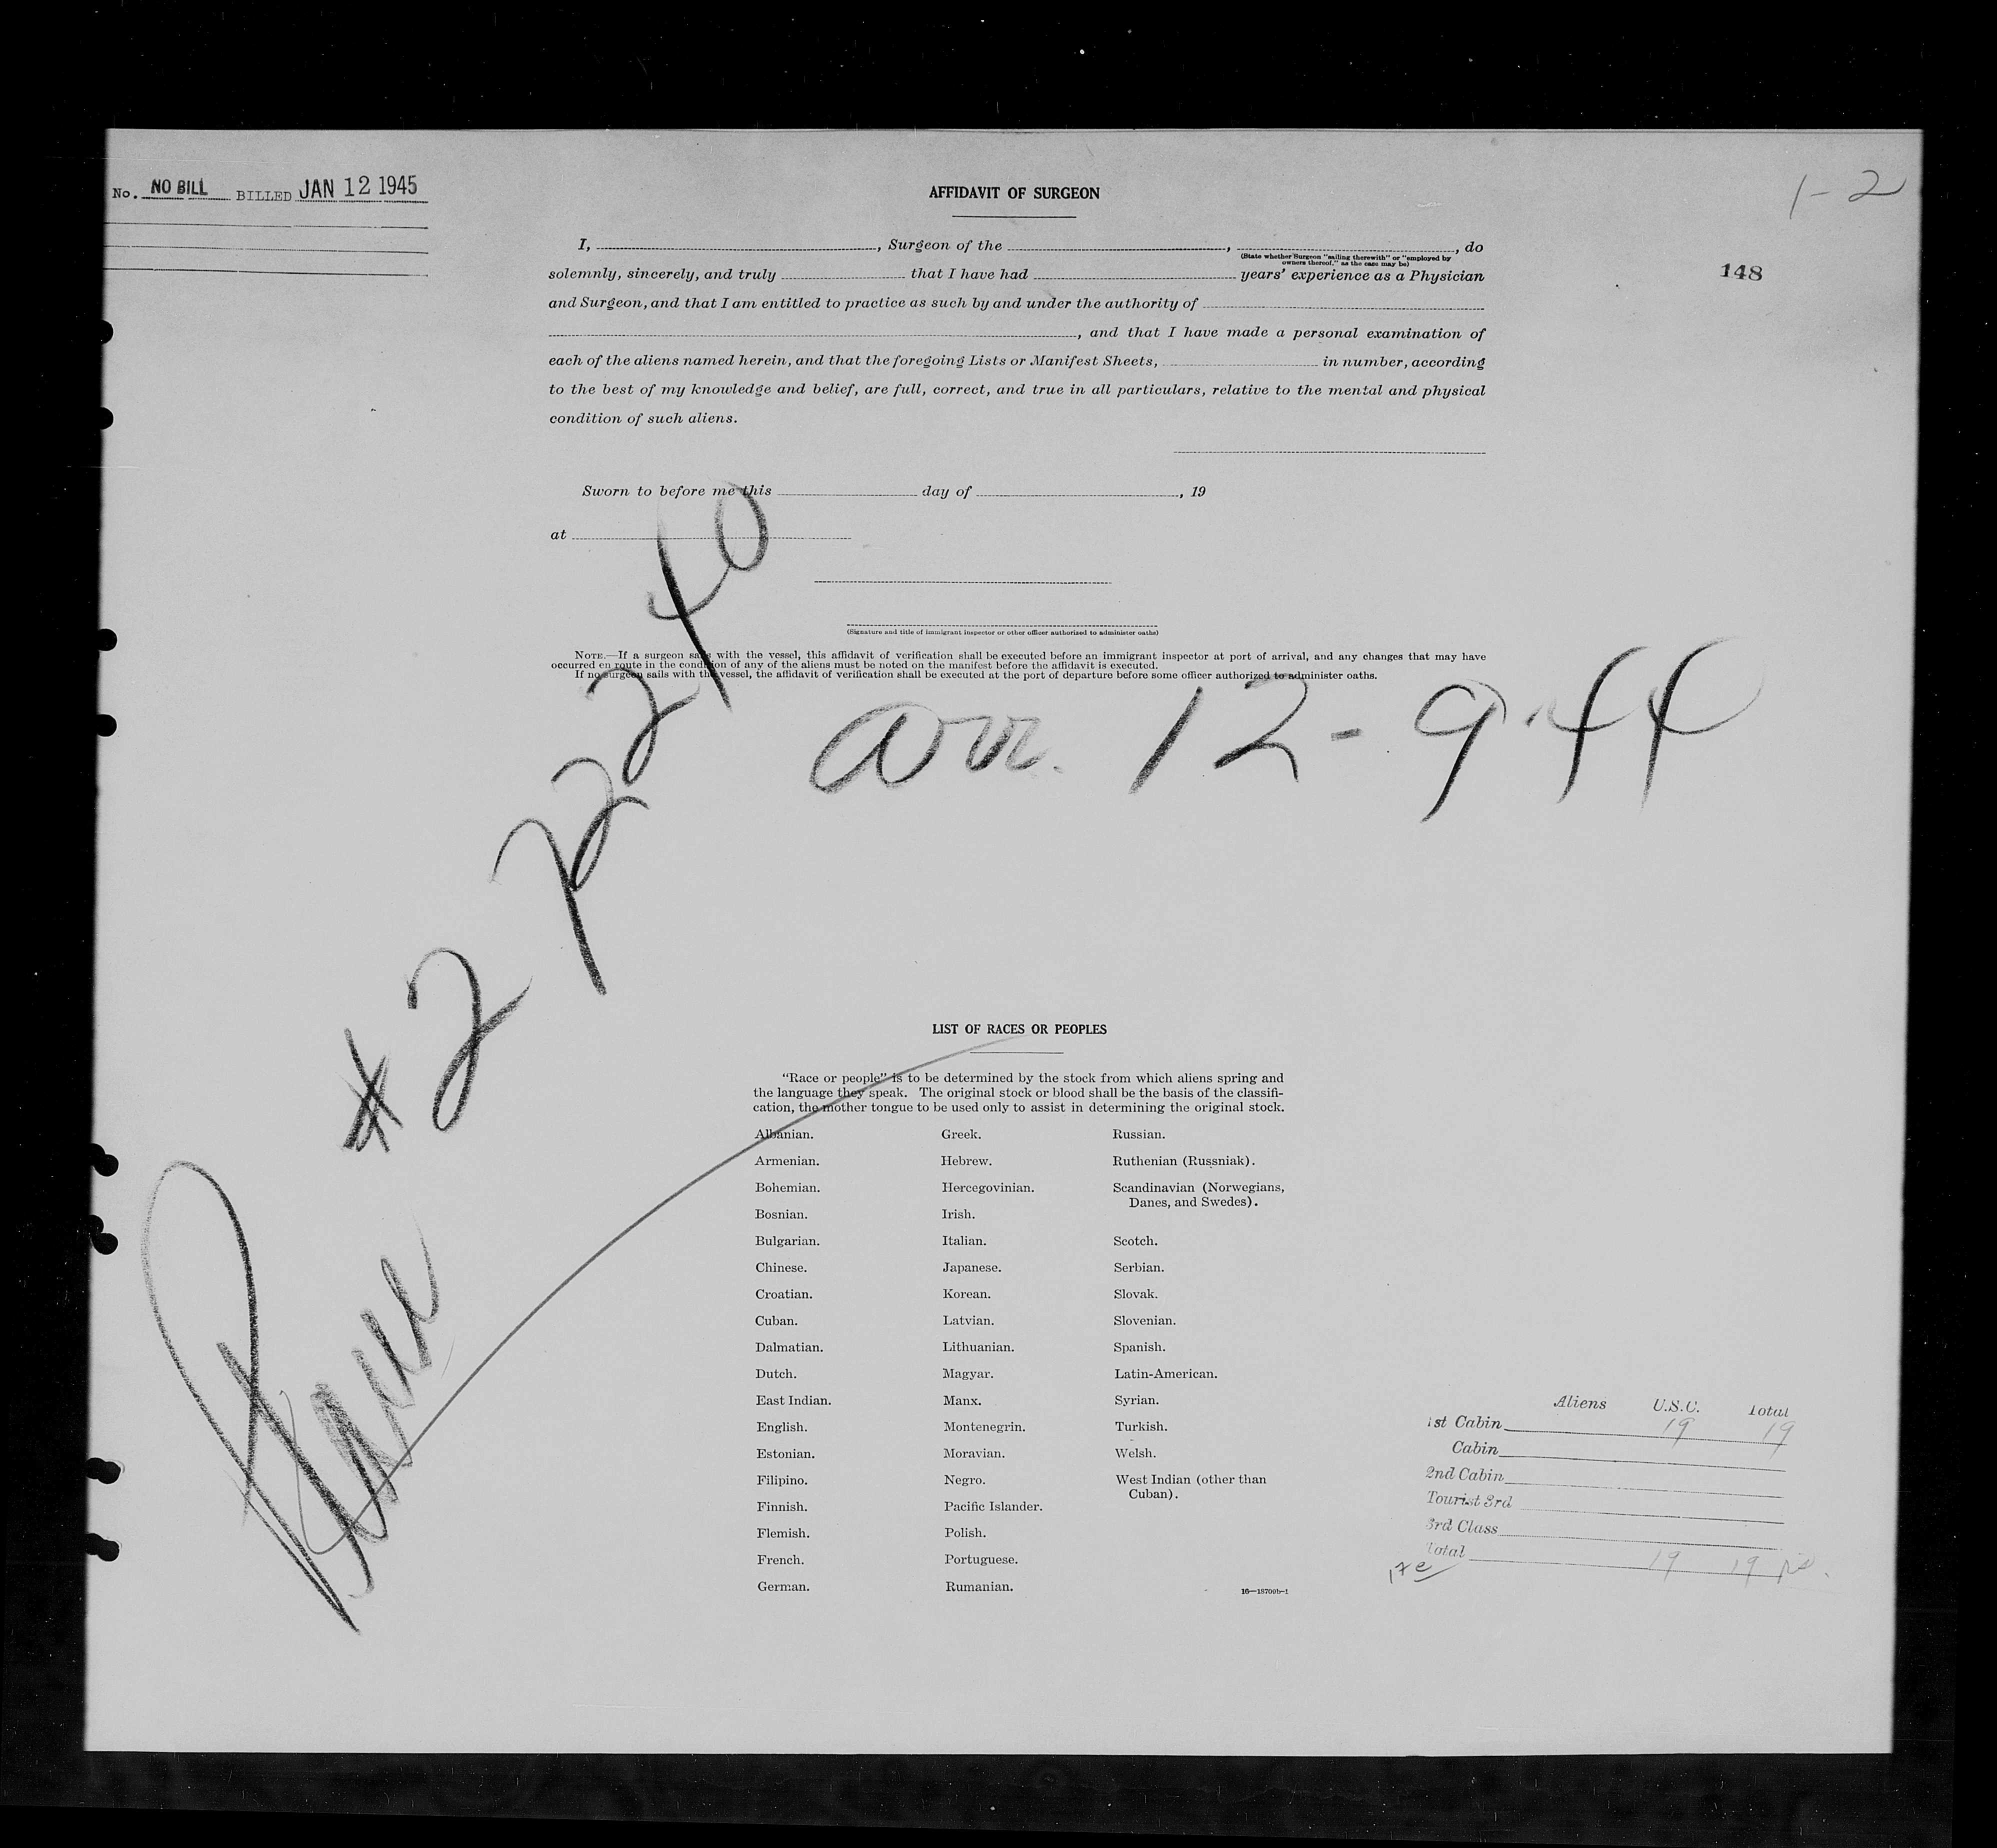 No. NO BILL BILLED JAN 12 1945
1-2
148
AFFIDAVIT OF SURGEON
I, , Surgeon of the , , do
(State whether Surgeon "sailing therewith" or "employed by
owners thereof," as the case may be)
solemnly, sincerely, and truly that I have had years' experience as a Physician
and Surgeon, and that I am entitled to practice as such by and under the authority of
, and that I have made a personal examination of
each of the aliens named herein, and that the foregoing Lists or Manifest Sheets, in number, according
to the best of my knowledge and belief, are full, correct, and true in all particulars, relative to the mental and physical
condition of such aliens.
Sworn to before me this day of , 19
at
(Signature and title of immigrant inspector or other officer authorized to administer oaths)
NOTE.—If a surgeon sails with the vessel, this affidavit of verification shall be executed before an immigrant inspector at port of arrival, and any changes that may have
occurred en route in the condition of any of the aliens must be noted on the manifest before the affidavit is executed.
If no surgeon sails with the vessel, the affidavit of verification shall be executed at the port of departure before some officer authorized to administer oaths.
arr. 12-9-44
Plane #272240
LIST OF RACES OR PEOPLES
"Race or people" is to be determined by the stock from which aliens spring and
the language they speak. The original stock or blood shall be the basis of the classifi-
cation, the mother tongue to be used only to assist in determining the original stock.
Albanian. Greek. Russian.
Armenian. Hebrew. Ruthenian (Russniak).
Bohemian. Hercegovinian. Scandinavian (Norwegians,
Danes, and Swedes).
Bosnian. Irish.
Bulgarian. Italian. Scotch.
Chinese. Japanese. Serbian.
Croatian. Korean. Slovak.
Cuban. Latvian. Slovenian.
Dalmatian. Lithuanian. Spanish.
Dutch. Magyar. Latin-American.
East Indian. Manx. Syrian.
English. Montenegrin. Turkish.
Estonian. Moravian. Welsh.
Filipino. Negro. West Indian (other than
Cuban).
Finnish. Pacific Islander.
Flemish. Polish.
French. Portuguese.
German. Rumanian.
16—18700b-1
Aliens U.S.C. Total
1st Cabin 19 19
Cabin
2nd Cabin
Tourist 3rd
3rd Class
Total 19 19